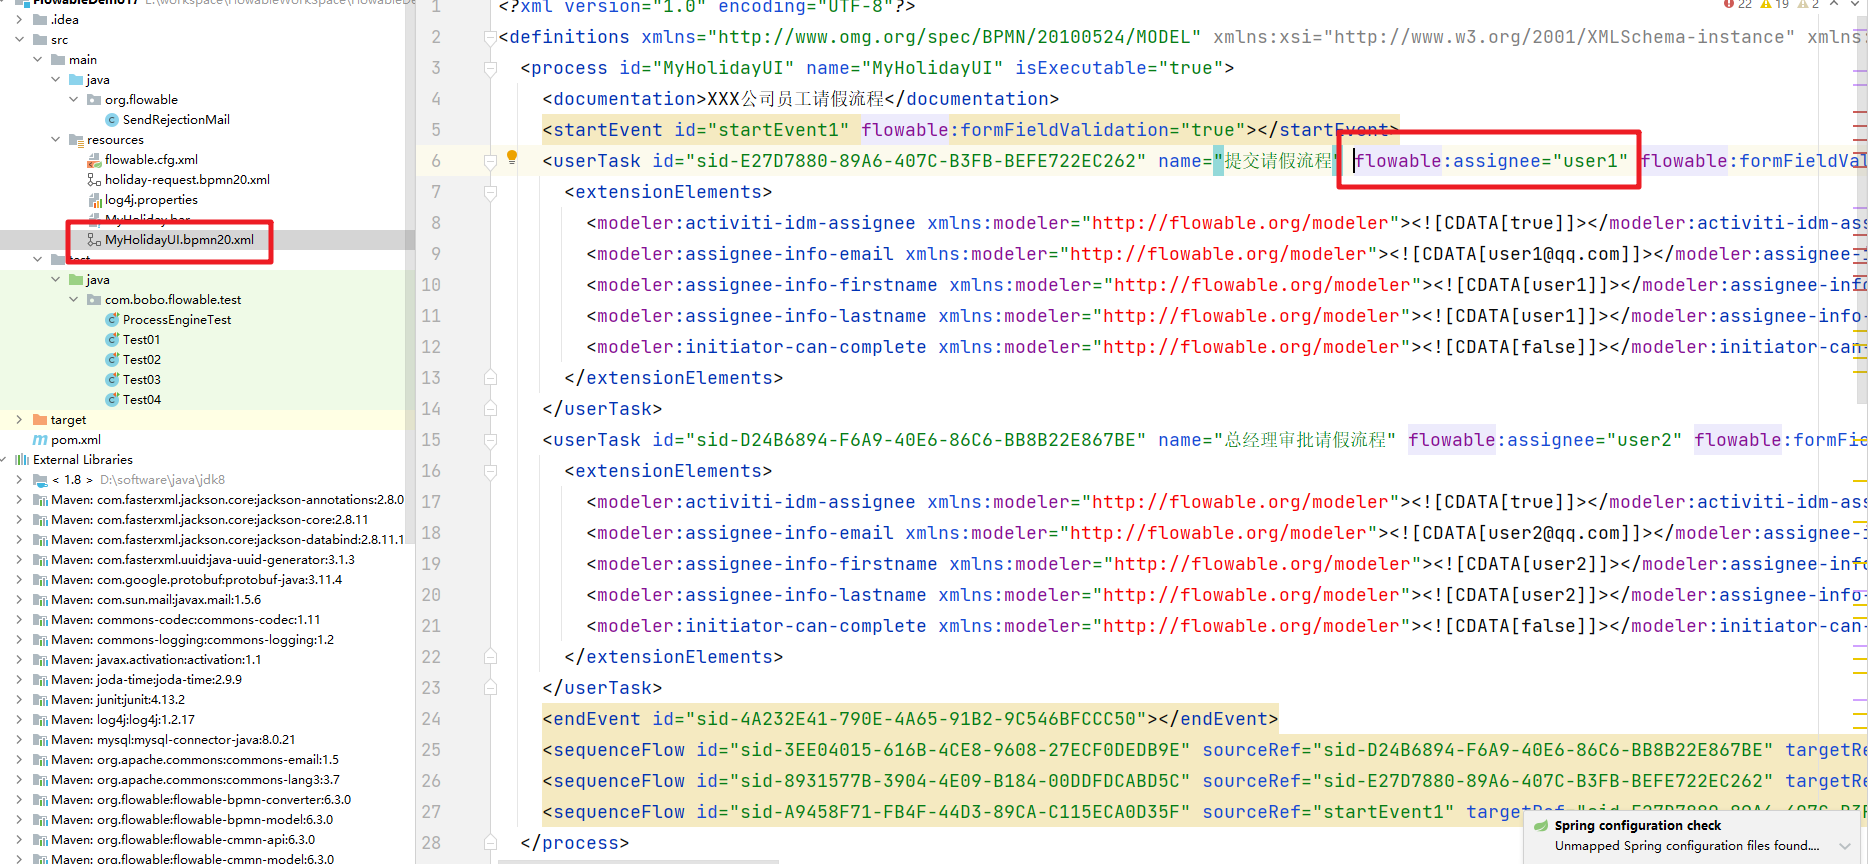 FlowableDemo17 E:\workspace\FlowableWorkSpace\FlowableDe
.idea
src
main
java
org.flowable
SendRejectionMail
resources
flowable.cfg.xml
holiday-request.bpmn20.xml
log4j.properties
MyHoliday.bar
MyHolidayUI.bpmn20.xml
test
java
com.bobo.flowable.test
ProcessEngineTest
Test01
Test02
Test03
Test04
target
pom.xml
External Libraries
< 1.8 > D:\software\java\jdk8
Maven: com.fasterxml.jackson.core:jackson-annotations:2.8.0
Maven: com.fasterxml.jackson.core:jackson-core:2.8.11
Maven: com.fasterxml.jackson.core:jackson-databind:2.8.11.1
Maven: com.fasterxml.uuid:java-uuid-generator:3.1.3
Maven: com.google.protobuf:protobuf-java:3.11.4
Maven: com.sun.mail:javax.mail:1.5.6
Maven: commons-codec:commons-codec:1.11
Maven: commons-logging:commons-logging:1.2
Maven: javax.activation:activation:1.1
Maven: joda-time:joda-time:2.9.9
Maven: junit:junit:4.13.2
Maven: log4j:log4j:1.2.17
Maven: mysql:mysql-connector-java:8.0.21
Maven: org.apache.commons:commons-email:1.5
Maven: org.apache.commons:commons-lang3:3.7
Maven: org.flowable:flowable-bpmn-converter:6.3.0
Maven: org.flowable:flowable-bpmn-model:6.3.0
Maven: org.flowable:flowable-cmmn-api:6.3.0
Maven: org.flowable:flowable-cmmn-model:6.3.0
22 19 2
1 <?xml version="1.0" encoding="UTF-8"?>
2 <definitions xmlns="http://www.omg.org/spec/BPMN/20100524/MODEL" xmlns:xsi="http://www.w3.org/2001/XMLSchema-instance" xmlns:
3 <process id="MyHolidayUI" name="MyHolidayUI" isExecutable="true">
4 <documentation>XXX公司员工请假流程</documentation>
5 <startEvent id="startEvent1" flowable:formFieldValidation="true"></startEvent>
6 <userTask id="sid-E27D7880-89A6-407C-B3FB-BEFE722EC262" name="提交请假流程" flowable:assignee="user1" flowable:formFieldVal
7 <extensionElements>
8 <modeler:activiti-idm-assignee xmlns:modeler="http://flowable.org/modeler"><![CDATA[true]]></modeler:activiti-idm-ass
9 <modeler:assignee-info-email xmlns:modeler="http://flowable.org/modeler"><![CDATA[user1@qq.com]]></modeler:assignee-i
10 <modeler:assignee-info-firstname xmlns:modeler="http://flowable.org/modeler"><![CDATA[user1]]></modeler:assignee-info
11 <modeler:assignee-info-lastname xmlns:modeler="http://flowable.org/modeler"><![CDATA[user1]]></modeler:assignee-info-
12 <modeler:initiator-can-complete xmlns:modeler="http://flowable.org/modeler"><![CDATA[false]]></modeler:initiator-can-
13 </extensionElements>
14 </userTask>
15 <userTask id="sid-D24B6894-F6A9-40E6-86C6-BB8B22E867BE" name="总经理审批请假流程" flowable:assignee="user2" flowable:formFie
16 <extensionElements>
17 <modeler:activiti-idm-assignee xmlns:modeler="http://flowable.org/modeler"><![CDATA[true]]></modeler:activiti-idm-ass
18 <modeler:assignee-info-email xmlns:modeler="http://flowable.org/modeler"><![CDATA[user2@qq.com]]></modeler:assignee-i
19 <modeler:assignee-info-firstname xmlns:modeler="http://flowable.org/modeler"><![CDATA[user2]]></modeler:assignee-info
20 <modeler:assignee-info-lastname xmlns:modeler="http://flowable.org/modeler"><![CDATA[user2]]></modeler:assignee-info-
21 <modeler:initiator-can-complete xmlns:modeler="http://flowable.org/modeler"><![CDATA[false]]></modeler:initiator-can-
22 </extensionElements>
23 </userTask>
24 <endEvent id="sid-4A232E41-790E-4A65-91B2-9C546BFCCC50"></endEvent>
25 <sequenceFlow id="sid-3EE04015-616B-4CE8-9608-27ECF0DEDB9E" sourceRef="sid-D24B6894-F6A9-40E6-86C6-BB8B22E867BE" targetRe
26 <sequenceFlow id="sid-8931577B-3904-4E09-B184-00DDFDCABD5C" sourceRef="sid-E27D7880-89A6-407C-B3FB-BEFE722EC262" targetRe
27 <sequenceFlow id="sid-A9458F71-FB4F-44D3-89CA-C115ECA0D35F" sourceRef="startEvent1" targetRef="sid-E27D7880-89A6-407C-B3F
28 </process>
Spring configuration check
Unmapped Spring configuration files found....